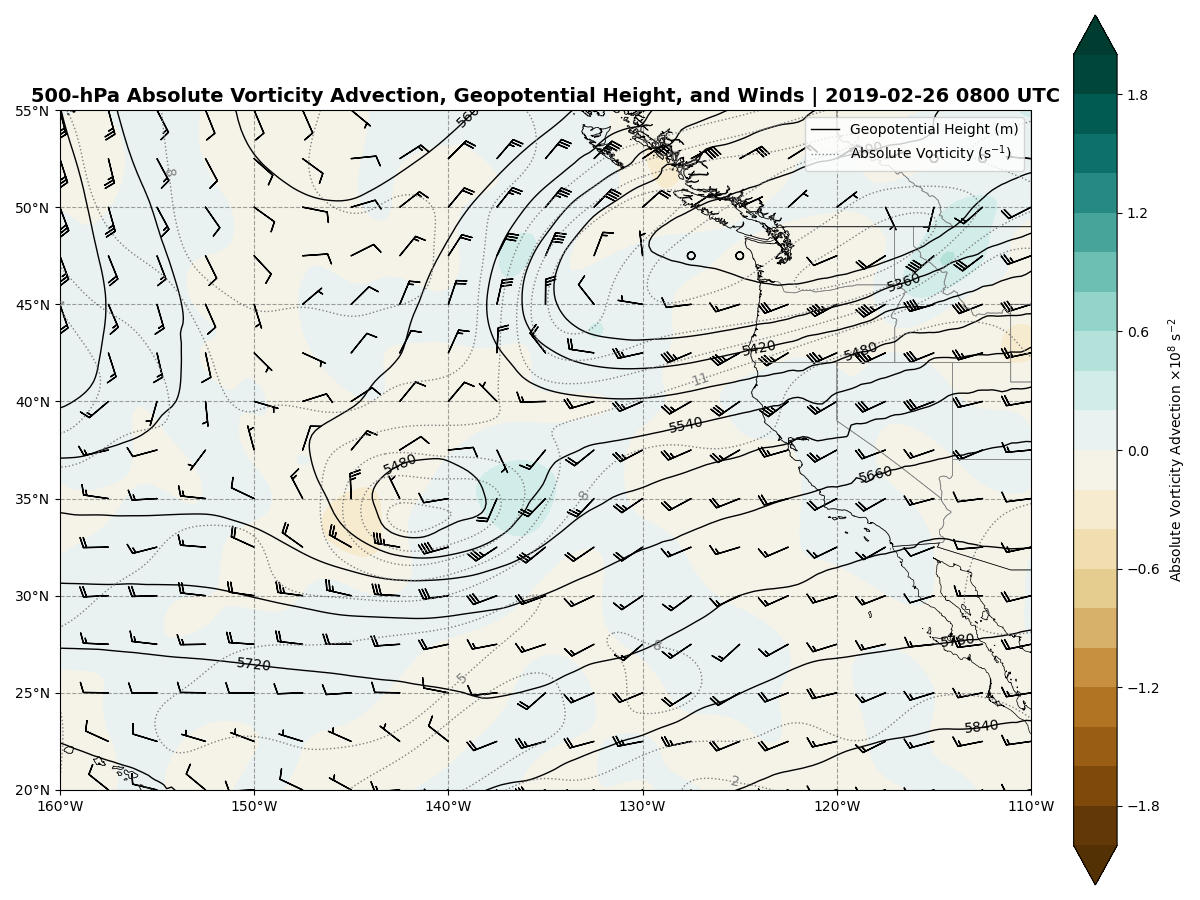 500-hPa Absolute Vorticity Advection, Geopotential Height, and Winds | 2019-02-26 0800 UTC
Geopotential Height (m)
Absolute Vorticity (s⁻¹)
55°N
50°N
45°N
40°N
35°N
30°N
25°N
20°N
160°W
150°W
140°W
130°W
120°W
110°W
8
5360
5420
5480
11
5540
5480
8
5660
8
5780
5720
5
5840
2
1.8
1.2
0.6
0.0
−0.6
−1.2
−1.8
Absolute Vorticity Advection ×10⁸ s⁻²